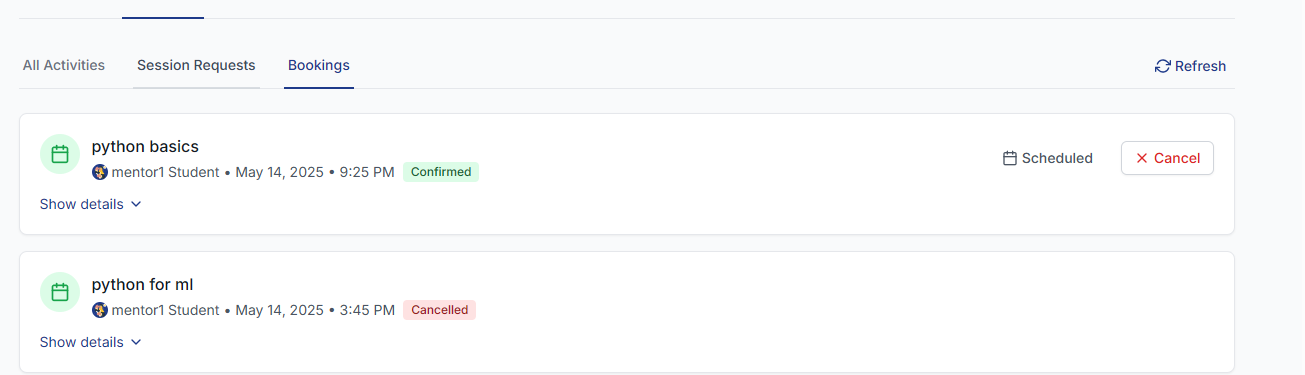 All Activities Session Requests Bookings Refresh
python basics
mentor1 Student • May 14, 2025 • 9:25 PM Confirmed
Scheduled Cancel
Show details
python for ml
mentor1 Student • May 14, 2025 • 3:45 PM Cancelled
Show details